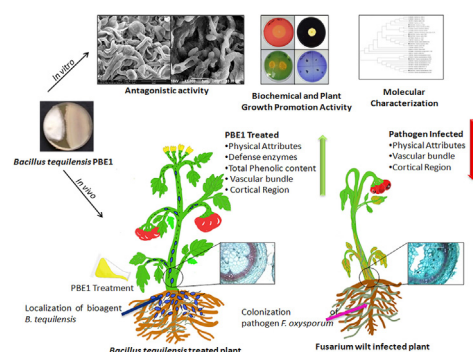 In vitro
Antagonistic activity
Biochemical and Plant
Growth Promotion Activity
Molecular
Characterization
Bacillus tequilensis PBE1
in vivo
PBE1 Treated
•Physical Attributes
•Defense enzymes
•Total Phenolic content
•Vascular bundle
•Cortical Region
Pathogen Infected
•Physical Attributes
•Vascular bundle
•Cortical Region
PBE1 Treatment
Localization of bioagent
B. tequilensis
Colonization of
pathogen F. oxysporum
Bacillus tequilensis treated plant
Fusarium wilt infected plant